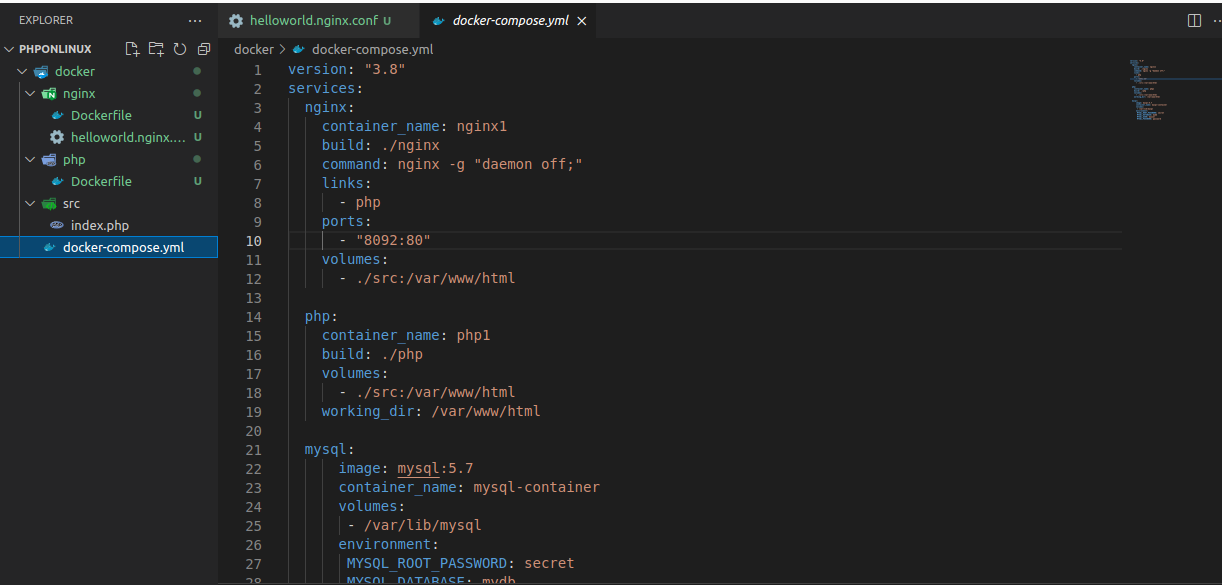 EXPLORER
PHPONLINUX
docker
nginx
Dockerfile U
helloworld.nginx.... U
php
Dockerfile U
src
index.php
docker-compose.yml
helloworld.nginx.conf U
docker-compose.yml
docker > docker-compose.yml
1 version: "3.8"
2 services:
3 nginx:
4 container_name: nginx1
5 build: ./nginx
6 command: nginx -g "daemon off;"
7 links:
8 - php
9 ports:
10 - "8092:80"
11 volumes:
12 - ./src:/var/www/html
13
14 php:
15 container_name: php1
16 build: ./php
17 volumes:
18 - ./src:/var/www/html
19 working_dir: /var/www/html
20
21 mysql:
22 image: mysql:5.7
23 container_name: mysql-container
24 volumes:
25 - /var/lib/mysql
26 environment:
27 MYSQL_ROOT_PASSWORD: secret
28 MYSQL_DATABASE: mydb